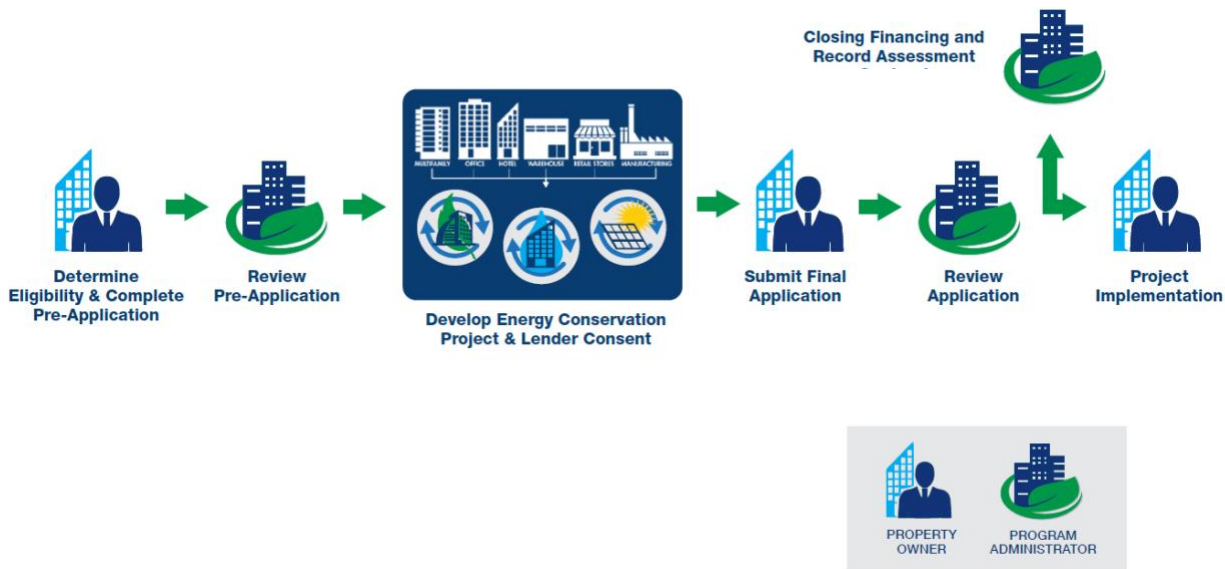 Closing Financing and
Record Assessment
MULTIFAMILY
OFFICE
HOTEL
WAREHOUSE
RETAIL STORES
MANUFACTURING
Determine
Eligibility & Complete
Pre-Application
Review
Pre-Application
Develop Energy Conservation
Project & Lender Consent
Submit Final
Application
Review
Application
Project
Implementation
PROPERTY
OWNER
PROGRAM
ADMINISTRATOR